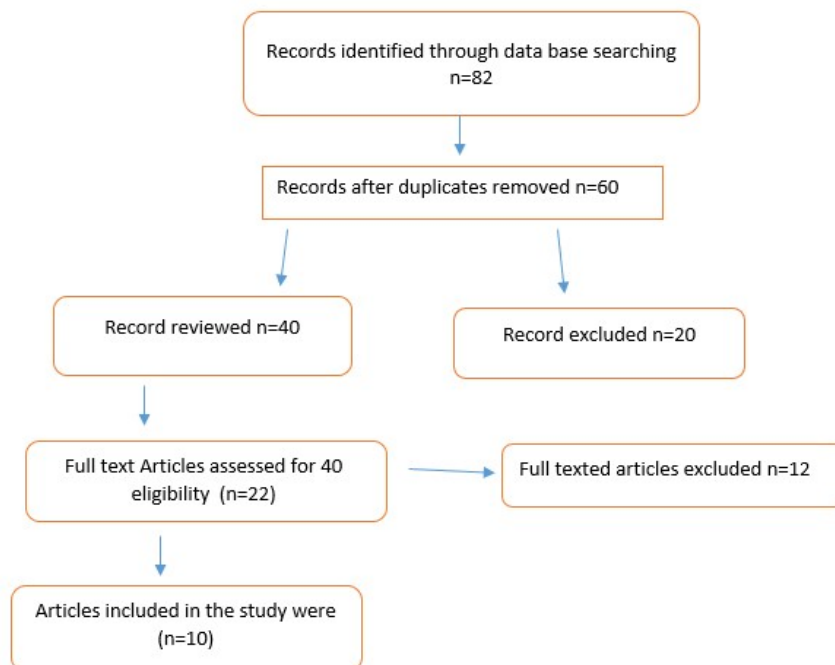 Records identified through data base searching
n=82
Records after duplicates removed n=60
Record reviewed n=40
Record excluded n=20
Full text Articles assessed for 40
eligibility (n=22)
Full texted articles excluded n=12
Articles included in the study were
(n=10)